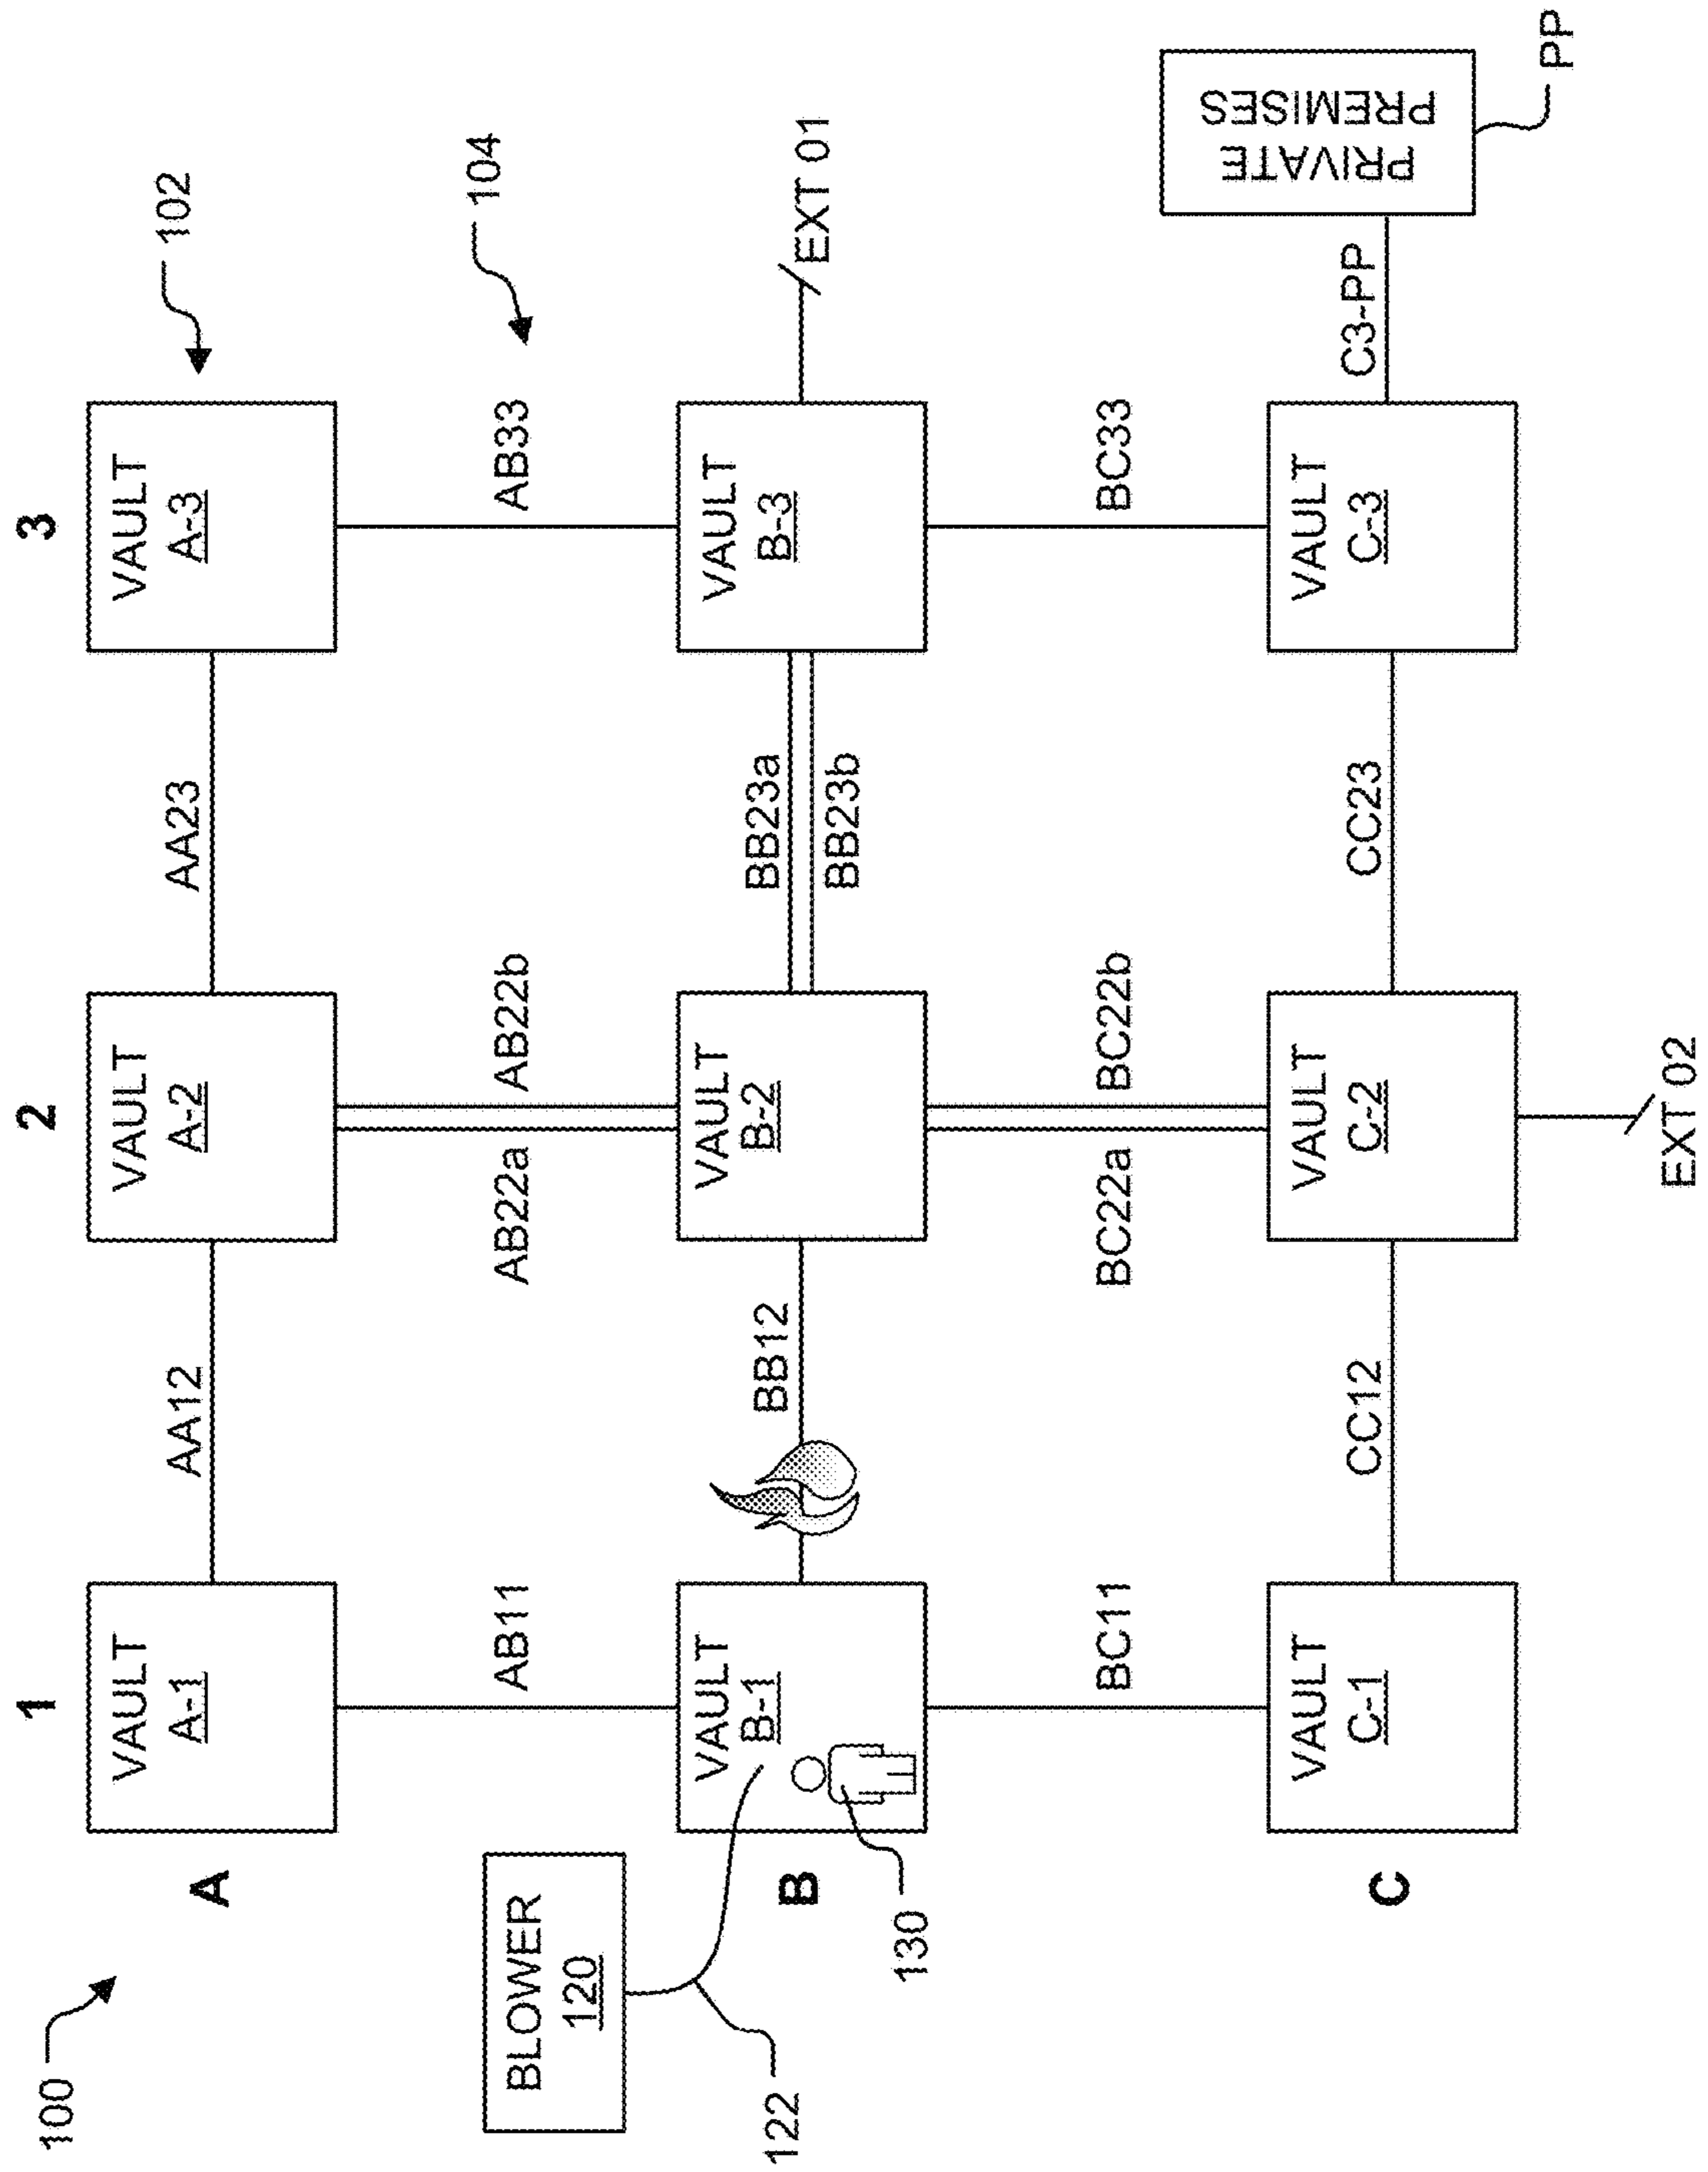 100
1
2
3
A
VAULT
A-1
AA12
VAULT
A-2
AA23
VAULT
A-3
102
AB11
AB22a
AB22b
AB33
104
BLOWER
120
122
B
VAULT
B-1
130
BB12
VAULT
B-2
BB23a
BB23b
VAULT
B-3
EXT 01
BC11
BC22a
BC22b
BC33
C
VAULT
C-1
CC12
VAULT
C-2
CC23
VAULT
C-3
C3-PP
PRIVATE
PREMISES
PP
EXT 02